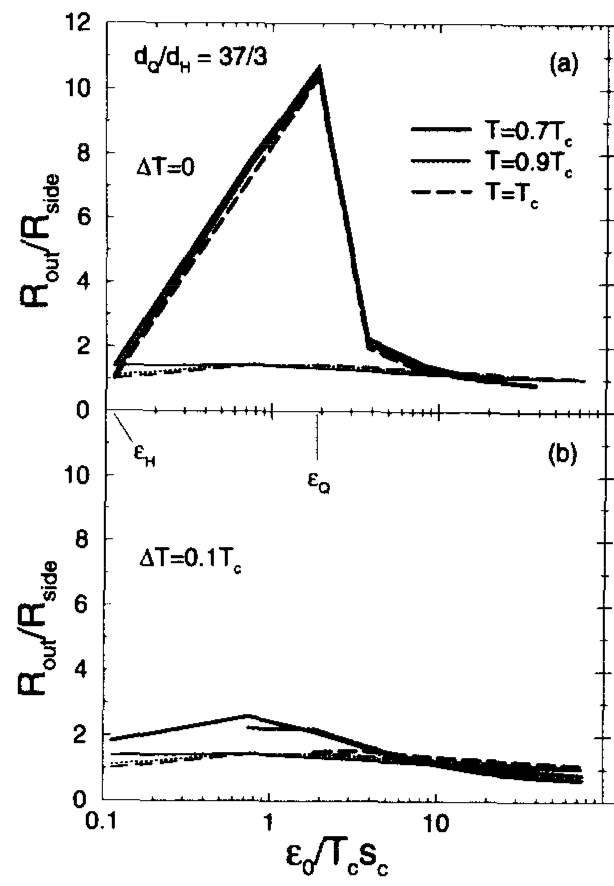 12
d_Q/d_H = 37/3
(a)
10
T=0.7T_c
T=0.9T_c
T=T_c
8
ΔT=0
6
R_out/R_side
4
2
0
ε_H
ε_Q
(b)
10
8
ΔT=0.1T_c
6
R_out/R_side
4
2
0
0.1 1 10
ε_0/T_c s_c